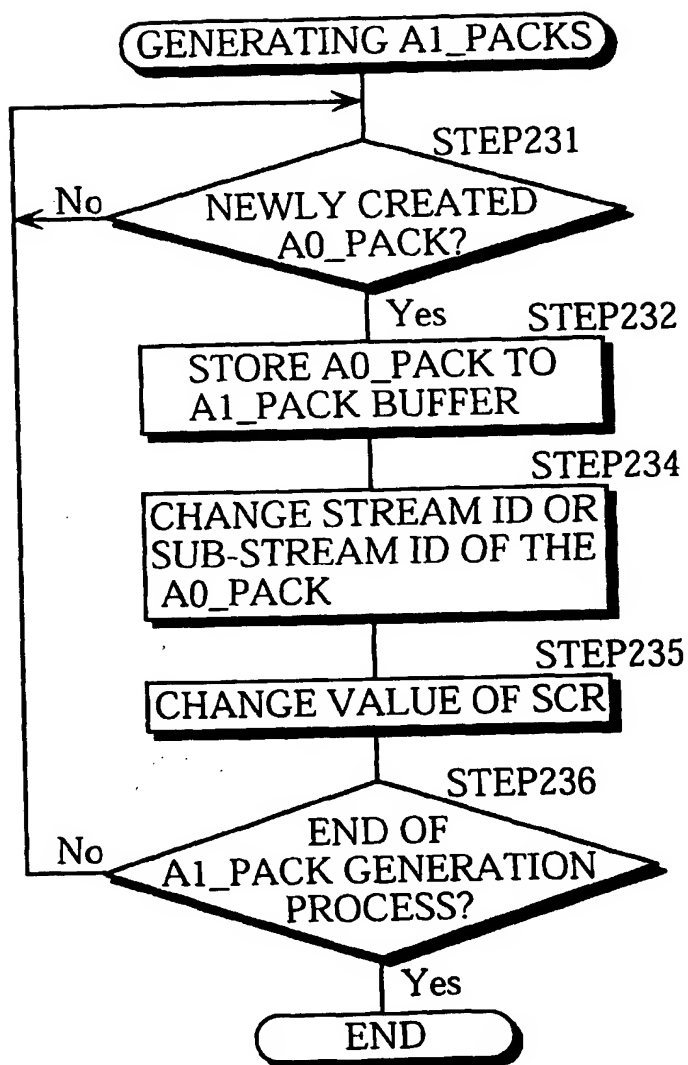 GENERATING A1_PACKS
STEP231
No
NEWLY CREATED
A0_PACK?
Yes
STEP232
STORE A0_PACK TO
A1_PACK BUFFER
STEP234
CHANGE STREAM ID OR
SUB-STREAM ID OF THE
A0_PACK
STEP235
CHANGE VALUE OF SCR
STEP236
No
END OF
A1_PACK GENERATION
PROCESS?
Yes
END